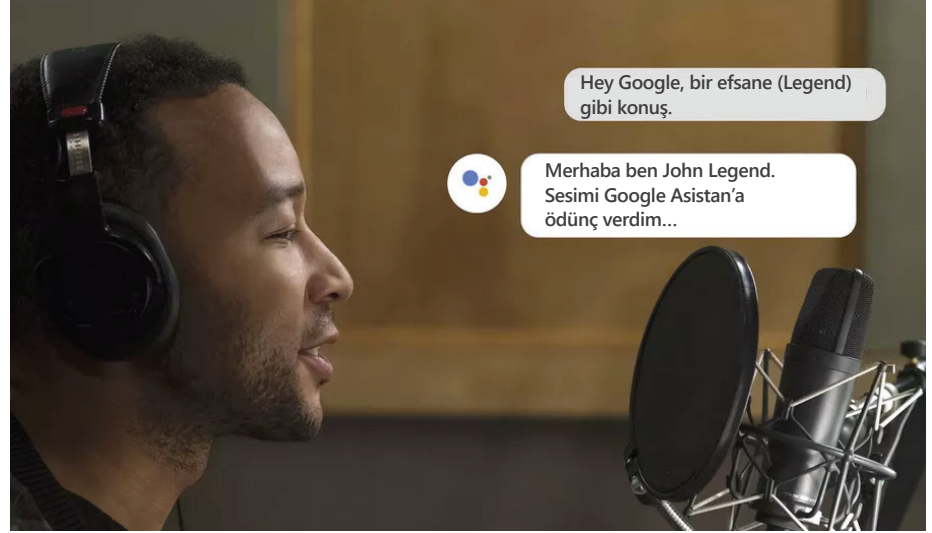 Hey Google, bir efsane (Legend)
gibi konuş.
Merhaba ben John Legend.
Sesimi Google Asistan’a
ödünç verdim...